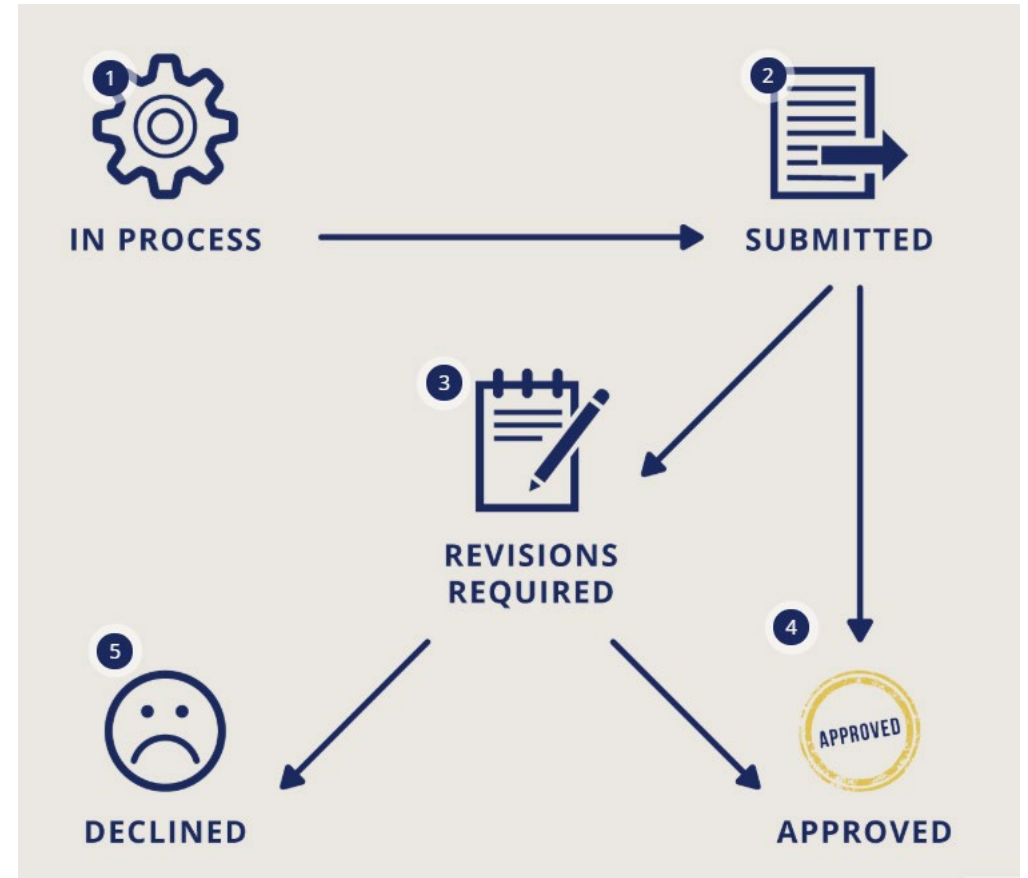 1
2
IN PROCESS
SUBMITTED
3
REVISIONS
REQUIRED
4
5
APPROVED
DECLINED
APPROVED